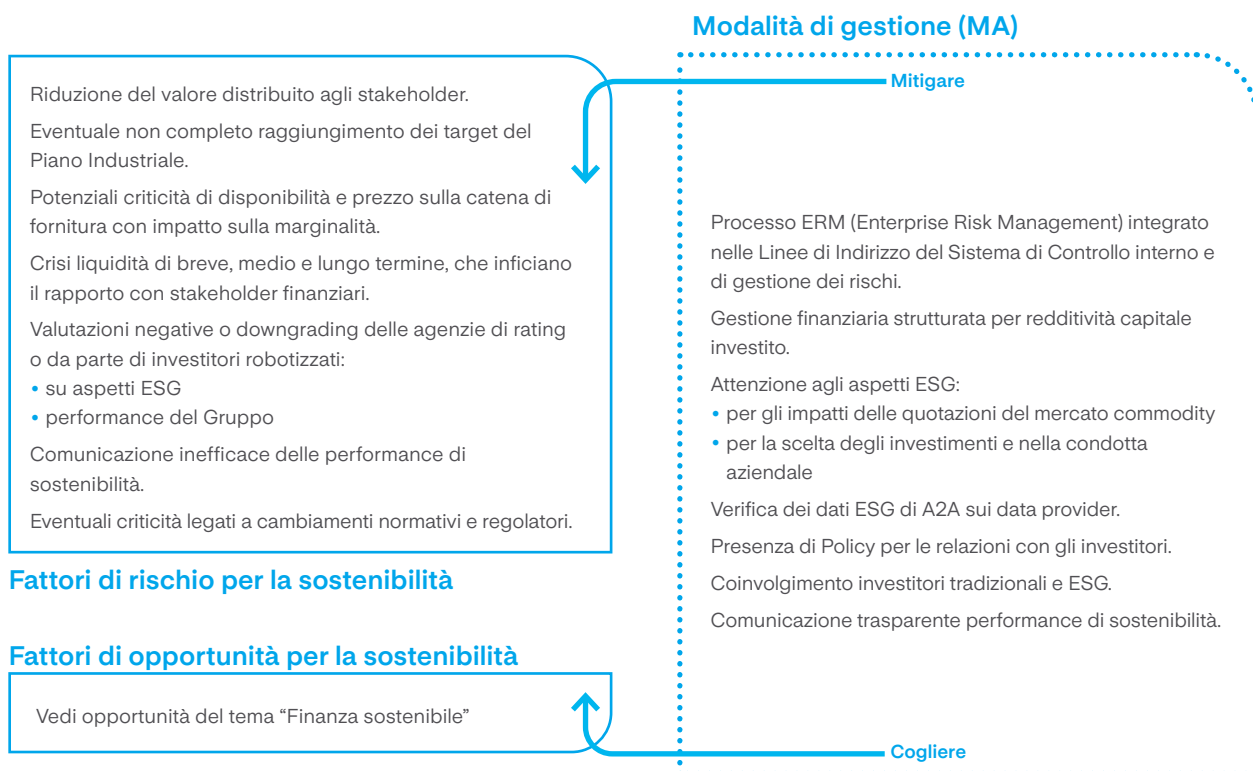 Modalità di gestione (MA)
Mitigare
Riduzione del valore distribuito agli stakeholder.
Eventuale non completo raggiungimento dei target del
Piano Industriale.
Potenziali criticità di disponibilità e prezzo sulla catena di
fornitura con impatto sulla marginalità.
Crisi liquidità di breve, medio e lungo termine, che inficiano
il rapporto con stakeholder finanziari.
Valutazioni negative o downgrading delle agenzie di rating
o da parte di investitori robotizzati:
• su aspetti ESG
• performance del Gruppo
Comunicazione inefficace delle performance di
sostenibilità.
Eventuali criticità legati a cambiamenti normativi e regolatori.
Fattori di rischio per la sostenibilità
Fattori di opportunità per la sostenibilità
Vedi opportunità del tema “Finanza sostenibile”
Processo ERM (Enterprise Risk Management) integrato
nelle Linee di Indirizzo del Sistema di Controllo interno e
di gestione dei rischi.
Gestione finanziaria strutturata per redditività capitale
investito.
Attenzione agli aspetti ESG:
• per gli impatti delle quotazioni del mercato commodity
• per la scelta degli investimenti e nella condotta
aziendale
Verifica dei dati ESG di A2A sui data provider.
Presenza di Policy per le relazioni con gli investitori.
Coinvolgimento investitori tradizionali e ESG.
Comunicazione trasparente performance di sostenibilità.
Cogliere